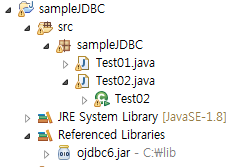 sampleJDBC
src
sampleJDBC
Test01.java
Test02.java
Test02
JRE System Library [JavaSE-1.8]
Referenced Libraries
ojdbc6.jar - C:₩lib